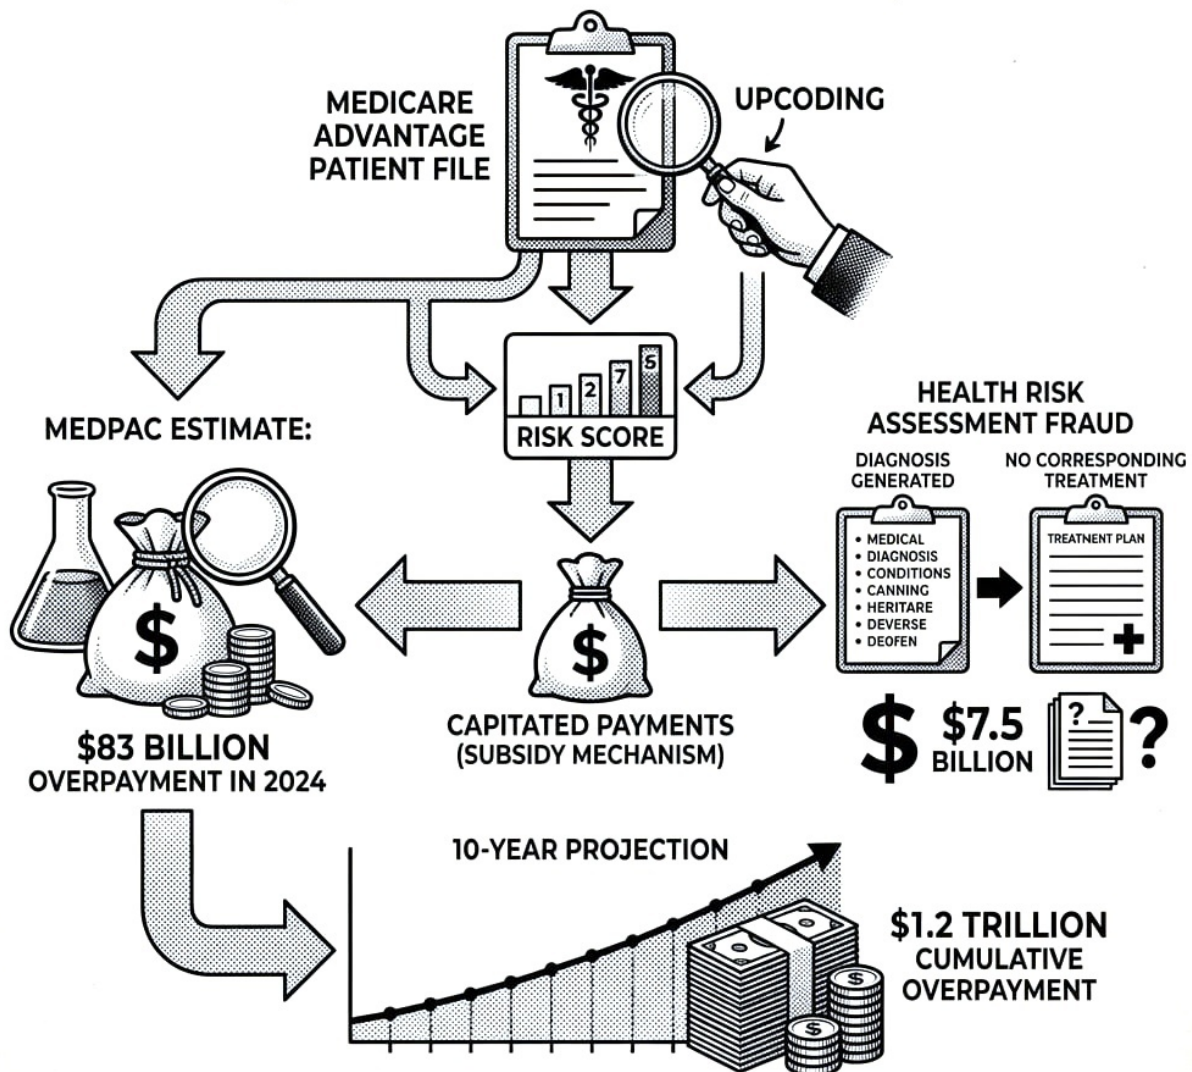 MEDICARE
ADVANTAGE
PATIENT FILE
UPCODING
1 2 7 5
RISK SCORE
MEDPAC ESTIMATE:
$
$83 BILLION
OVERPAYMENT IN 2024
$
CAPITATED PAYMENTS
(SUBSIDY MECHANISM)
HEALTH RISK
ASSESSMENT FRAUD
DIAGNOSIS
GENERATED
• MEDICAL
• DIAGNOSIS
• CONDITIONS
• CANNING
• HERITARE
• DEVERSE
• DEOFEN
NO CORRESPONDING
TREATMENT
TREATMENT PLAN
$ $7.5
BILLION
? ?
10-YEAR PROJECTION
$
$
$1.2 TRILLION
CUMULATIVE
OVERPAYMENT